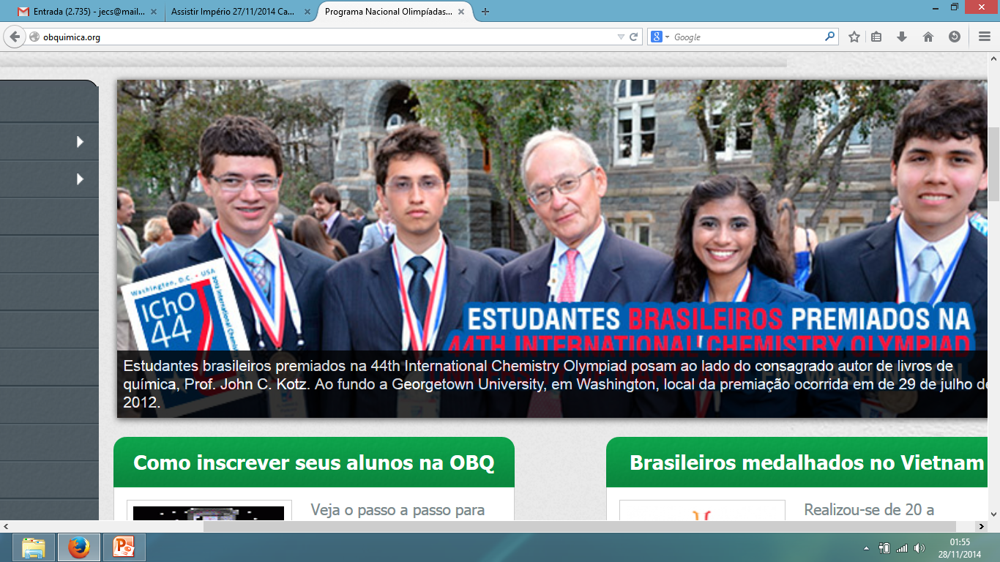 Entrada (2.735) - jecs@mail...
Assistir Império 27/11/2014 Ca...
Programa Nacional Olimpíadas...
obquimica.org
Google
Washington, D.C. • USA
IChO
44
ESTUDANTES BRASILEIROS PREMIADOS NA
44TH INTERNATIONAL CHEMISTRY OLYMPIAD
Estudantes brasileiros premiados na 44th International Chemistry Olympiad posam ao lado do consagrado autor de livros de
química, Prof. John C. Kotz. Ao fundo a Georgetown University, em Washington, local da premiação ocorrida em de 29 de julho de
2012.
Como inscrever seus alunos na OBQ
Brasileiros medalhados no Vietnam
Veja o passo a passo para
Realizou-se de 20 a
01:55
28/11/2014